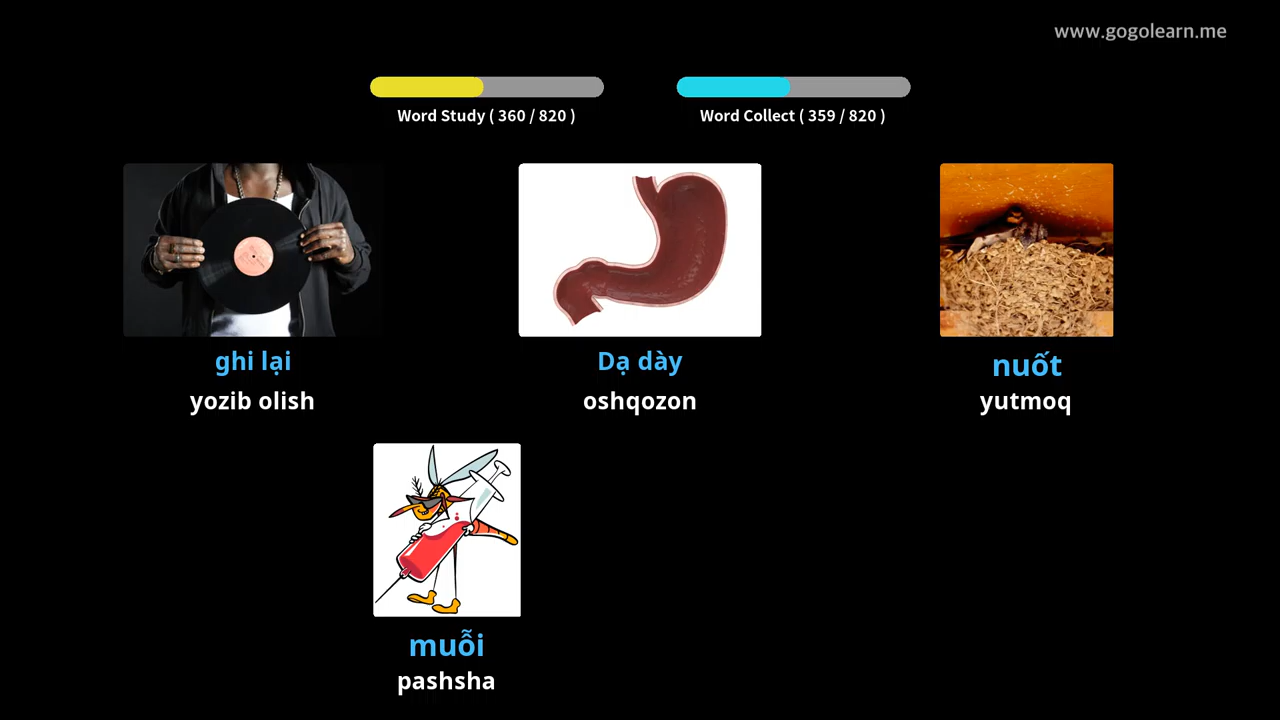 www.gogolearn.me
Word Study ( 360 / 820 )
Word Collect ( 359 / 820 )
ghi lại
yozib olish
Dạ dày
oshqozon
nuốt
yutmoq
muỗi
pashsha